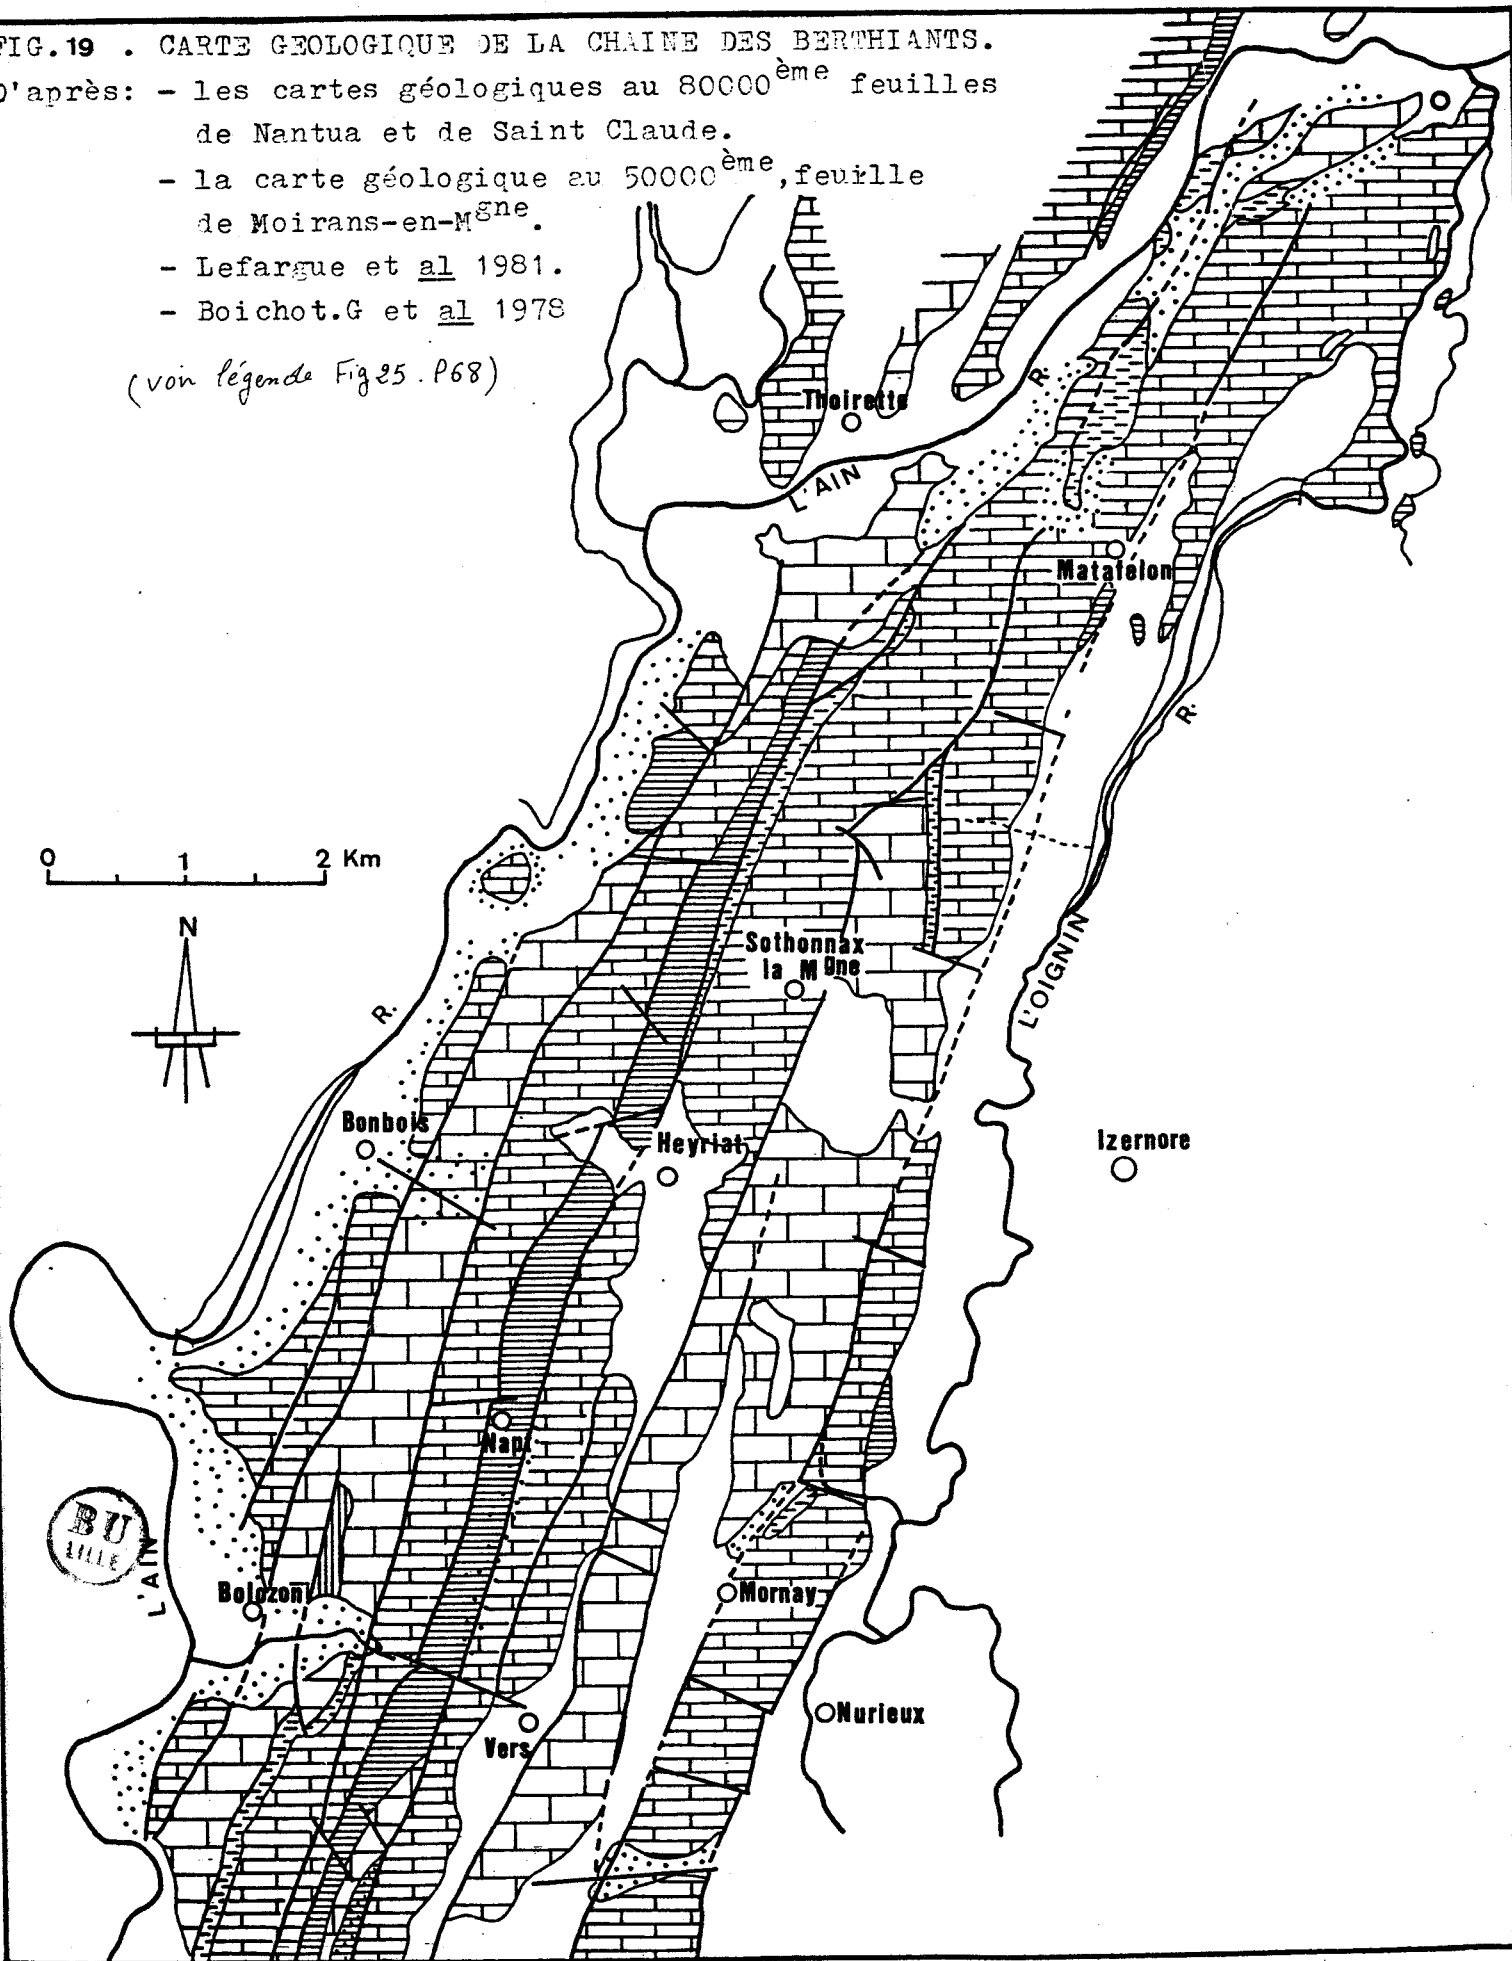 FIG.19 . CARTE GEOLOGIQUE DE LA CHAINE DES BERTHIANTS.
D'après: - les cartes géologiques au 80000ème feuilles
de Nantua et de Saint Claude.
- la carte géologique au 50000ème, feuille
de Moirans-en-Mgne.
- Lefargue et al 1981.
- Boichot.G et al 1978
(voir légende Fig 25. P68)
Thoirette
R.
L'AIN
Matafelon
R.
0 1 2 Km
N
Sothonnax
la Mgne
L'OIGNIN
R.
Bonbois
Heyriat
Izernore
Napt
BU
LILLE
L'AIN
Bolozon
Mornay
Nurieux
Vers